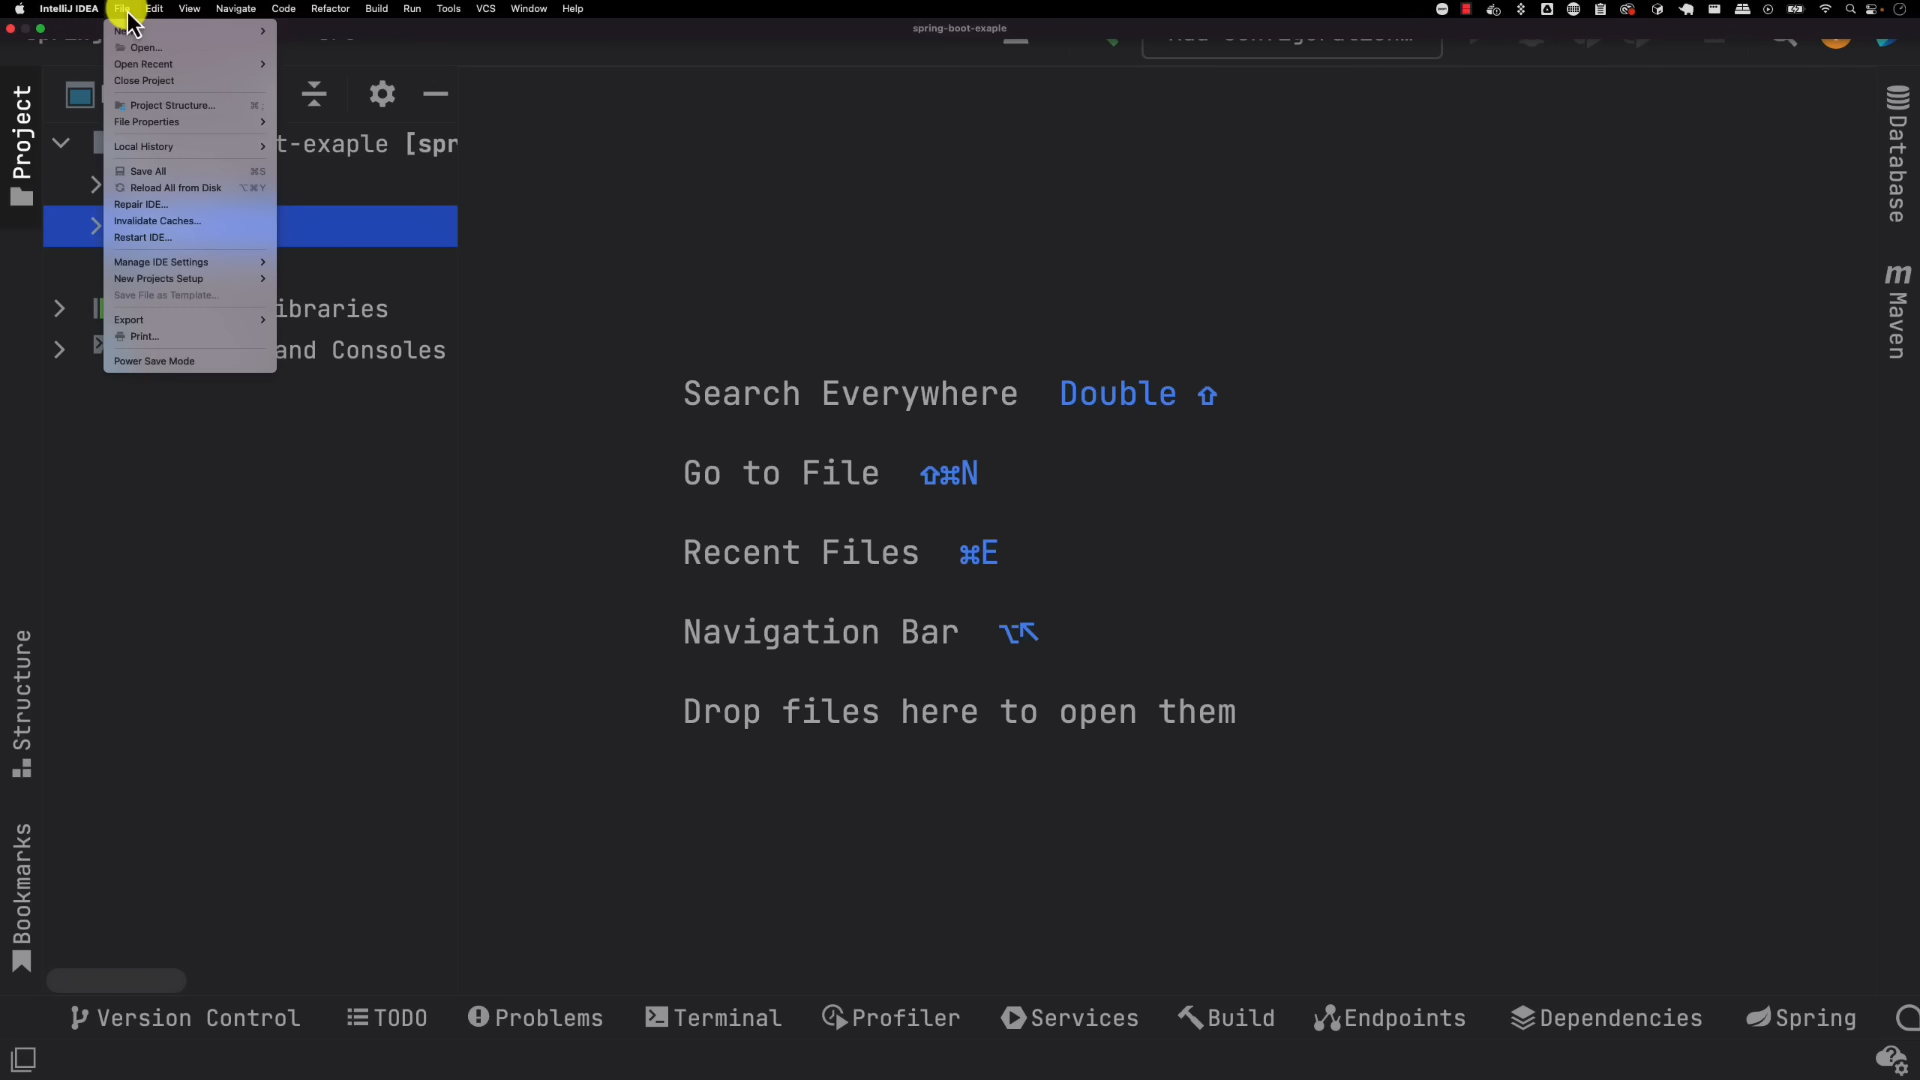 IntelliJ IDEA File Edit View Navigate Code Refactor Build Run Tools VCS Window Help
spring-boot-exaple
Open...
Open Recent
Close Project
Project Structure... ⌘;
File Properties
Local History
Save All ⌘S
Reload All from Disk ⌥⌘Y
Repair IDE...
Invalidate Caches...
Restart IDE...
Manage IDE Settings
New Projects Setup
Save File as Template...
Export
Print...
Power Save Mode
Project
t-exaple [spr
ibraries
and Consoles
Structure
Bookmarks
Search Everywhere Double ⇧
Go to File ⇧⌘N
Recent Files ⌘E
Navigation Bar ⌥↖
Drop files here to open them
Database
m
Maven
Version Control TODO Problems Terminal Profiler Services Build Endpoints Dependencies Spring